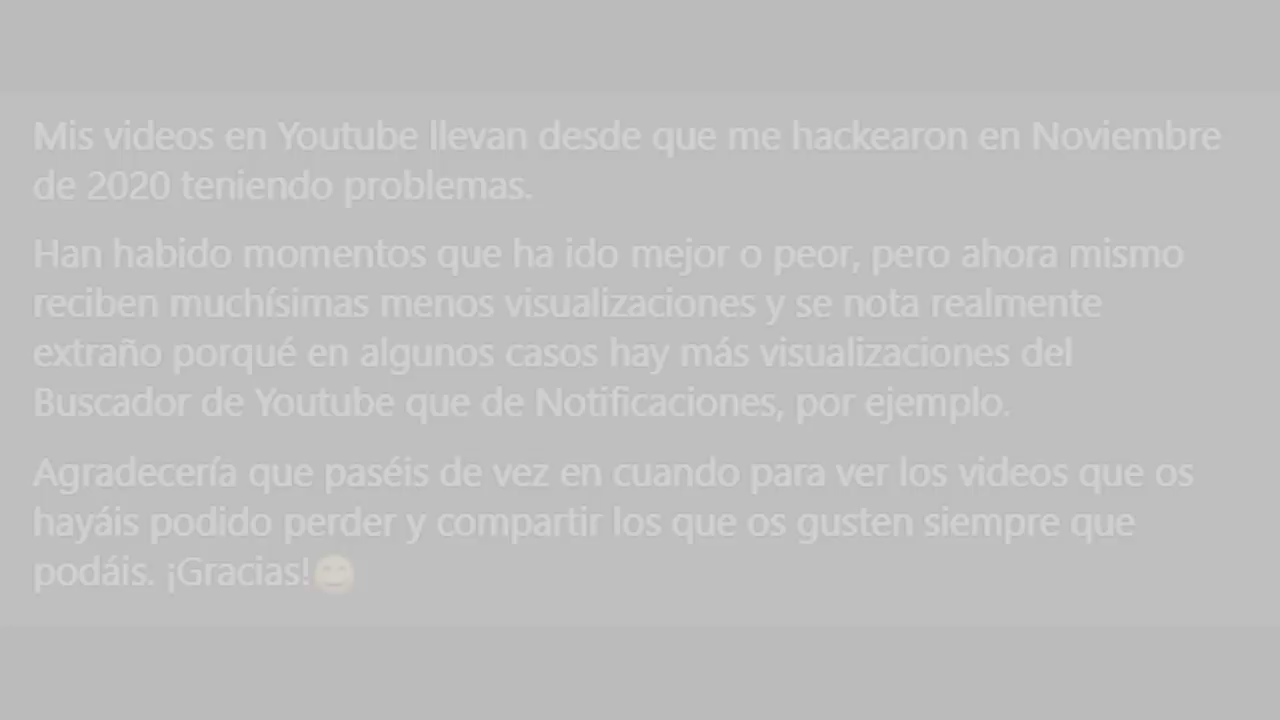 Mis videos en Youtube llevan desde que me hackearon en Noviembre
de 2020 teniendo problemas.
Han habido momentos que ha ido mejor o peor, pero ahora mismo
reciben muchísimas menos visualizaciones y se nota realmente
extraño porqué en algunos casos hay más visualizaciones del
Buscador de Youtube que de Notificaciones, por ejemplo.
Agradecería que paséis de vez en cuando para ver los videos que os
hayáis podido perder y compartir los que os gusten siempre que
podáis. ¡Gracias!😊